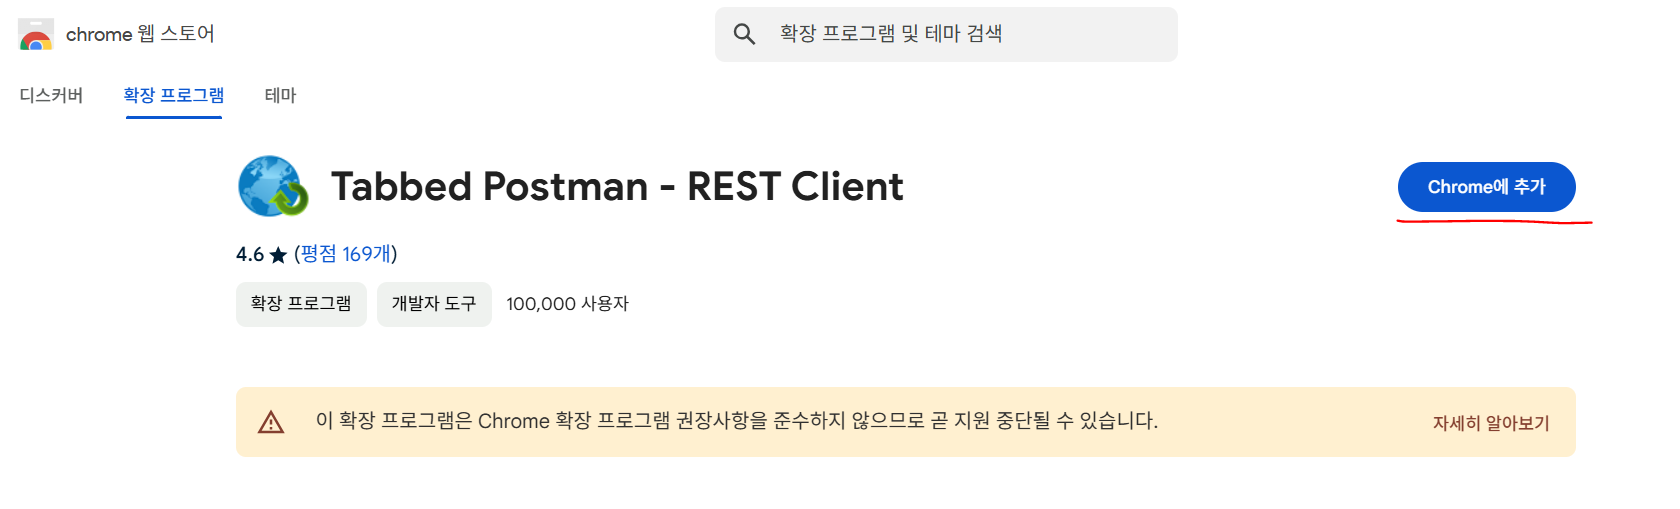 chrome 웹 스토어
확장 프로그램 및 테마 검색
디스커버
확장 프로그램
테마
Tabbed Postman - REST Client
Chrome에 추가
4.6 ★ (평점 169개)
확장 프로그램
개발자 도구
100,000 사용자
이 확장 프로그램은 Chrome 확장 프로그램 권장사항을 준수하지 않으므로 곧 지원 중단될 수 있습니다.
자세히 알아보기